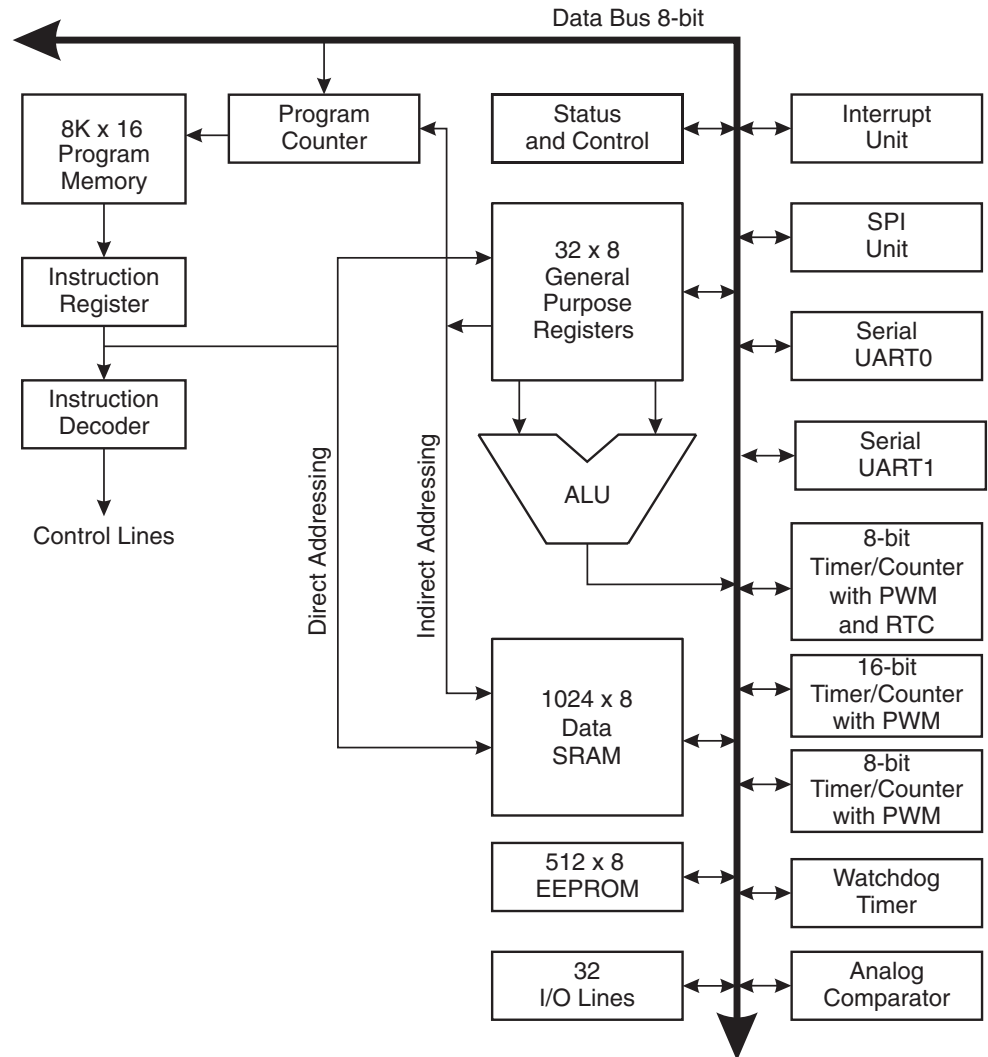 Data Bus 8-bit
8K x 16
Program
Memory
Program
Counter
Status
and Control
Interrupt
Unit
32 x 8
General
Purpose
Registers
SPI
Unit
Instruction
Register
Serial
UART0
Instruction
Decoder
Serial
UART1
ALU
Control Lines
Direct Addressing
Indirect Addressing
8-bit
Timer/Counter
with PWM
and RTC
1024 x 8
Data
SRAM
16-bit
Timer/Counter
with PWM
8-bit
Timer/Counter
with PWM
512 x 8
EEPROM
Watchdog
Timer
32
I/O Lines
Analog
Comparator